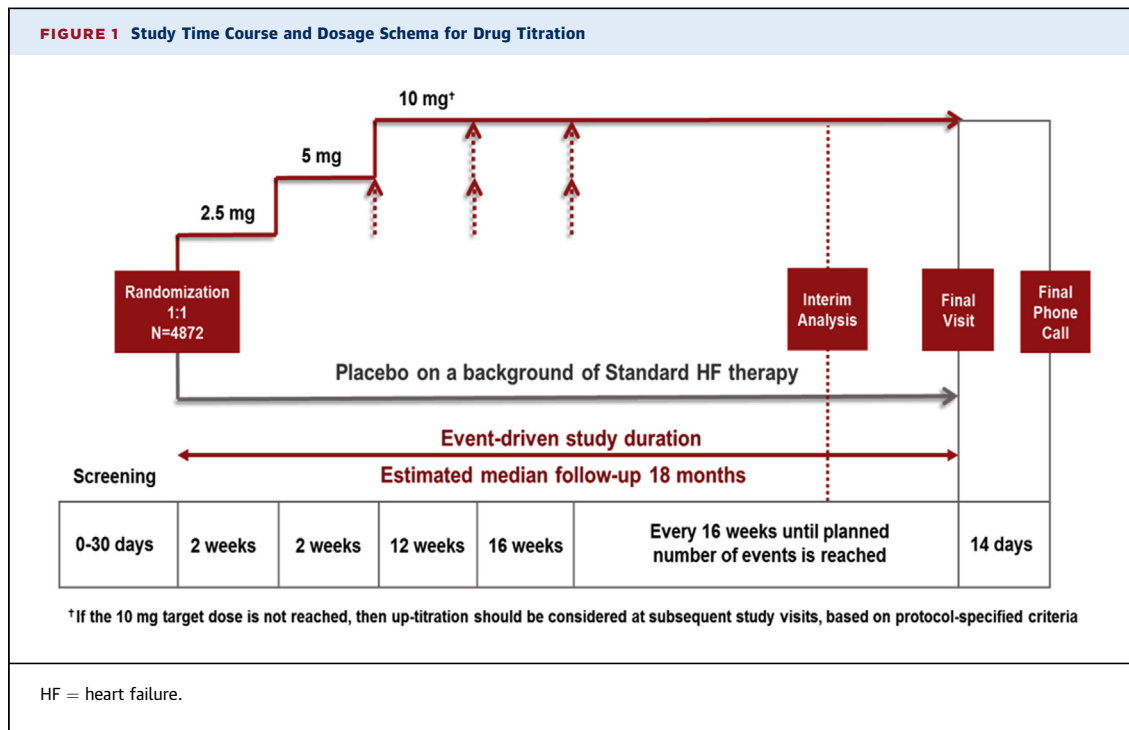 FIGURE 1 Study Time Course and Dosage Schema for Drug Titration
10 mg†
5 mg
2.5 mg
Randomization
1:1
N=4872
Interim
Analysis
Final
Visit
Final
Phone
Call
Placebo on a background of Standard HF therapy
Event-driven study duration
Estimated median follow-up 18 months
Screening
0-30 days
2 weeks
2 weeks
12 weeks
16 weeks
Every 16 weeks until planned
number of events is reached
14 days
†If the 10 mg target dose is not reached, then up-titration should be considered at subsequent study visits, based on protocol-specified criteria
HF = heart failure.